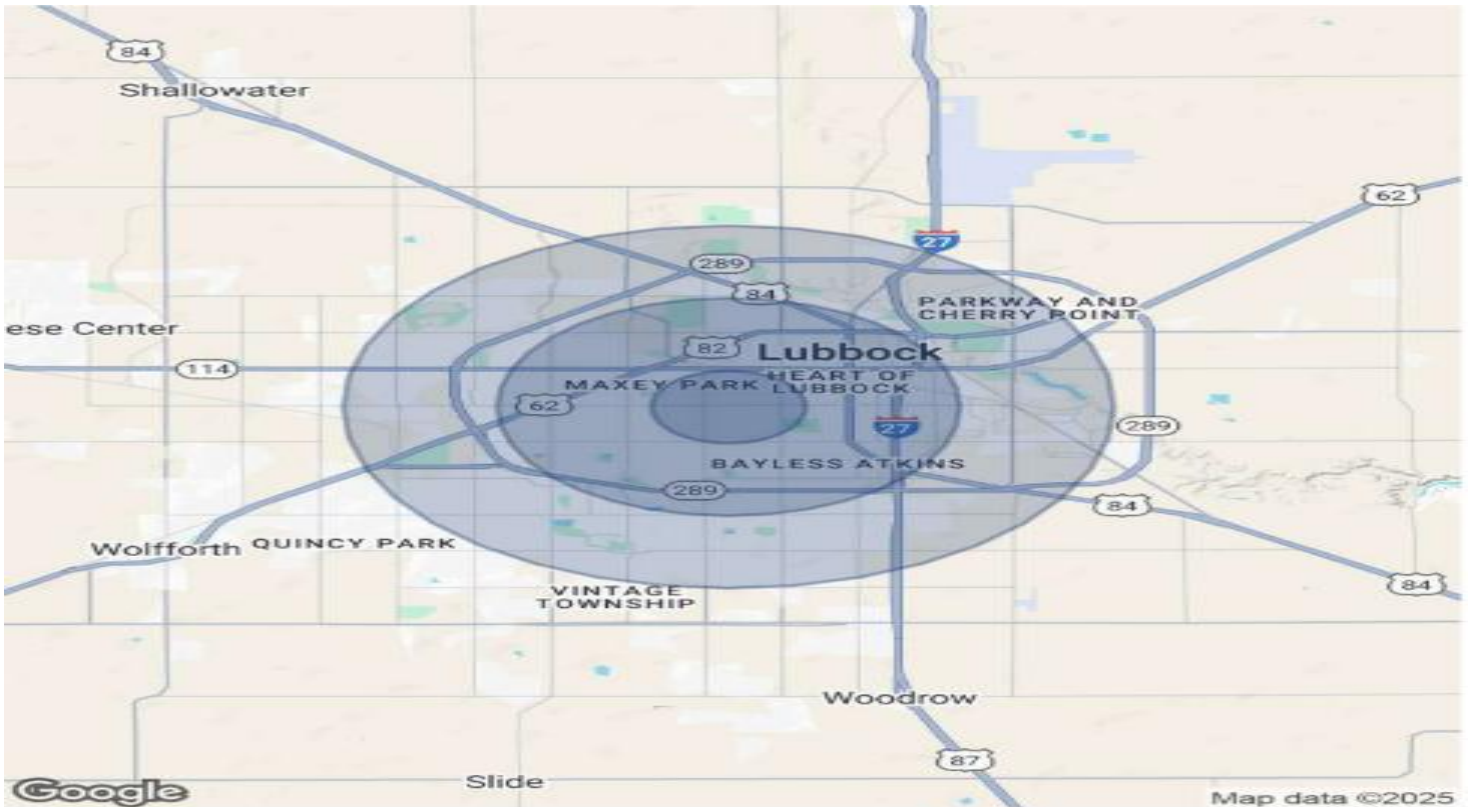 84
Shallowater
62
27
289
84
PARKWAY AND
CHERRY POINT
ese Center
82
Lubbock
114
HEART OF
LUBBOCK
MAXEY PARK
62
27
289
BAYLESS ATKINS
289
84
Wolfforth
QUINCY PARK
84
VINTAGE
TOWNSHIP
Woodrow
87
Slide
Google
Map data ©2025